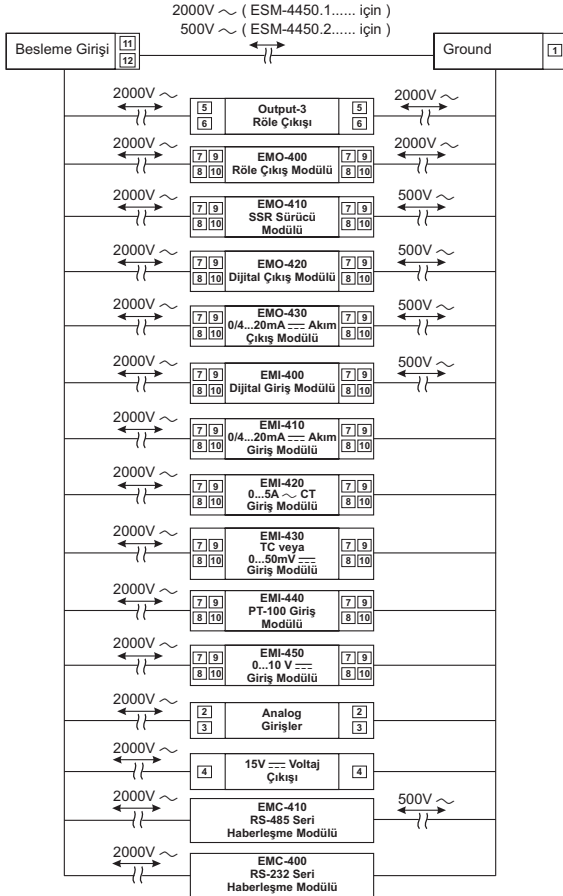 2000V ～ ( ESM-4450.1...... için )
500V ～ ( ESM-4450.2...... için )
Besleme Girişi 11 12
Ground 1
2000V ～ 2000V ～
5 6 Output-3 5 6
Röle Çıkışı
2000V ～ 2000V ～
7 9 EMO-400 7 9
8 10 Röle Çıkış Modülü 8 10
2000V ～ 500V ～
7 9 EMO-410 7 9
8 10 SSR Sürücü 8 10
Modülü
2000V ～ 500V ～
7 9 EMO-420 7 9
8 10 Dijital Çıkış Modülü 8 10
2000V ～ 500V ～
7 9 EMO-430 7 9
8 10 0/4...20mA ⎓ Akım 8 10
Çıkış Modülü
2000V ～ 500V ～
7 9 EMI-400 7 9
8 10 Dijital Giriş Modülü 8 10
2000V ～
7 9 EMI-410 7 9
8 10 0/4...20mA ⎓ Akım 8 10
Giriş Modülü
2000V ～
7 9 EMI-420 7 9
8 10 0...5A ～ CT 8 10
Giriş Modülü
2000V ～
7 9 EMI-430 7 9
8 10 TC veya 8 10
0...50mV ⎓
Giriş Modülü
2000V ～
7 9 EMI-440 7 9
8 10 PT-100 Giriş 8 10
Modülü
2000V ～
7 9 EMI-450 7 9
8 10 0...10 V ⎓ 8 10
Giriş Modülü
2000V ～
2 Analog 2
3 Girişler 3
2000V ～
4 15V ⎓ Voltaj 4
Çıkışı
2000V ～ 500V ～
EMC-410
RS-485 Seri
Haberleşme Modülü
2000V ～
EMC-400
RS-232 Seri
Haberleşme Modülü